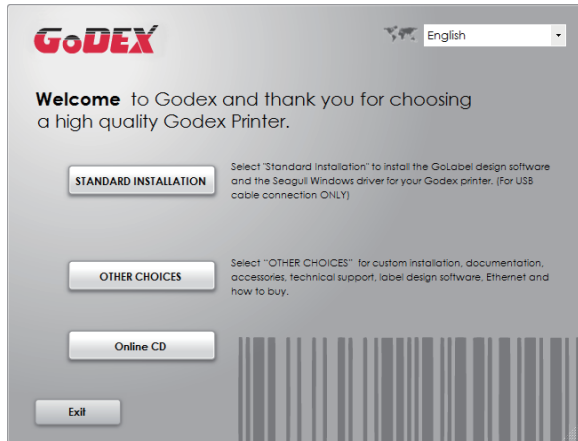 GoDEX
English
Welcome to Godex and thank you for choosing
a high quality Godex Printer.
STANDARD INSTALLATION
Select "Standard Installation" to install the GoLabel design software
and the Seagull Windows driver for your Godex printer. (For USB
cable connection ONLY)
OTHER CHOICES
Select "OTHER CHOICES" for custom installation, documentation,
accessories, technical support, label design software, Ethernet and
how to buy.
Online CD
Exit